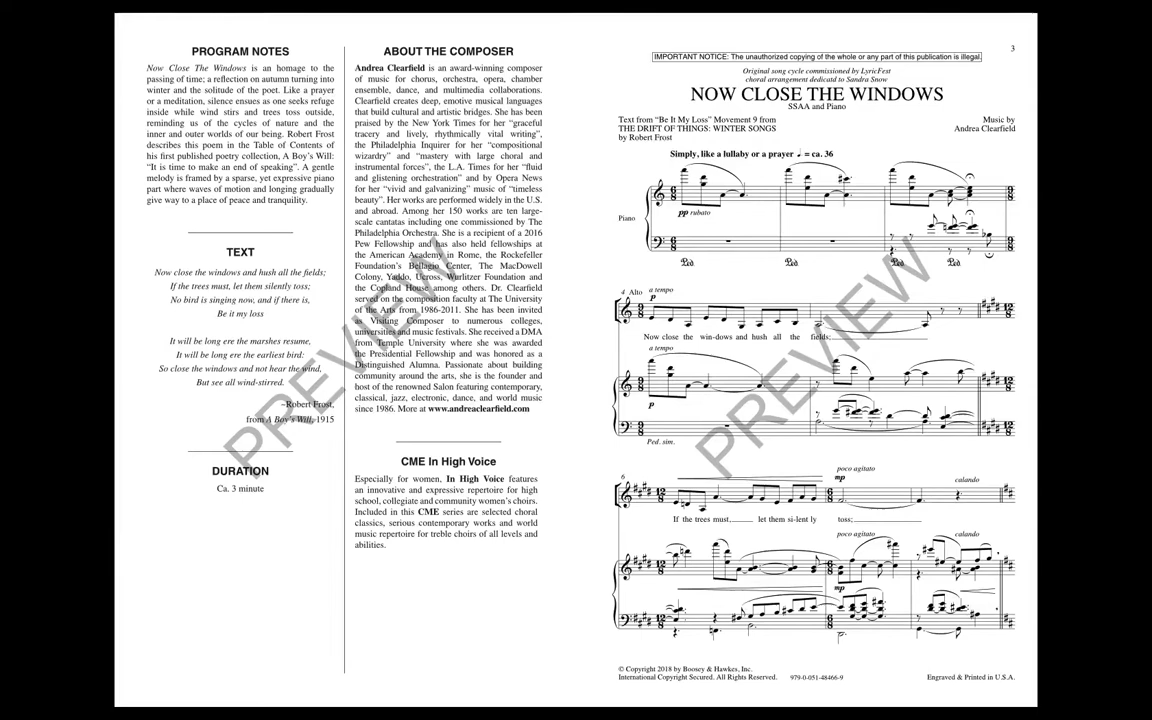 PROGRAM NOTES
Now Close The Windows is an homage to the
passing of time; a reflection on autumn turning into
winter and the solitude of the poet. Like a prayer
or a meditation, silence ensues as one seeks refuge
inside while wind stirs and trees toss outside,
reminding us of the cycles of nature and the
inner and outer worlds of our being. Robert Frost
describes this poem in the Table of Contents of
his first published poetry collection, A Boy's Will:
“It is time to make an end of speaking”. A gentle
melody is framed by a sparse, yet expressive piano
part where waves of motion and longing gradually
give way to a place of peace and tranquility.
TEXT
Now close the windows and hush all the fields;
If the trees must, let them silently toss;
No bird is singing now, and if there is,
Be it my loss
It will be long ere the marshes resume,
It will be long ere the earliest bird:
So close the windows and not hear the wind,
But see all wind-stirred.
~Robert Frost,
from A Boy's Will, 1915
DURATION
Ca. 3 minute
ABOUT THE COMPOSER
Andrea Clearfield is an award-winning composer
of music for chorus, orchestra, opera, chamber
ensemble, dance, and multimedia collaborations.
Clearfield creates deep, emotive musical languages
that build cultural and artistic bridges. She has been
praised by the New York Times for her “graceful
tracery and lively, rhythmically vital writing”,
the Philadelphia Inquirer for her “compositional
wizardry” and “mastery with large choral and
instrumental forces”, the L.A. Times for her “fluid
and glistening orchestration” and by Opera News
for her “vivid and galvanizing” music of “timeless
beauty”. Her works are performed widely in the U.S.
and abroad. Among her 150 works are ten large-
scale cantatas including one commissioned by The
Philadelphia Orchestra. She is a recipient of a 2016
Pew Fellowship and has also held fellowships at
the American Academy in Rome, the Rockefeller
Foundation's Bellagio Center, The MacDowell
Colony, Yaddo, Ucross, Wurlitzer Foundation and
the Copland House among others. Dr. Clearfield
served on the composition faculty at The University
of the Arts from 1986-2011. She has been invited
as Visiting Composer to numerous colleges,
universities and music festivals. She received a DMA
from Temple University where she was awarded
the Presidential Fellowship and was honored as a
Distinguished Alumna. Passionate about building
community around the arts, she is the founder and
host of the renowned Salon featuring contemporary,
classical, jazz, electronic, dance, and world music
since 1986. More at www.andreaclearfield.com
CME In High Voice
Especially for women, In High Voice features
an innovative and expressive repertoire for high
school, collegiate and community women's choirs.
Included in this CME series are selected choral
classics, serious contemporary works and world
music repertoire for treble choirs of all levels and
abilities.
PREVIEW
3
IMPORTANT NOTICE: The unauthorized copying of the whole or any part of this publication is illegal.
Original song cycle commissioned by LyricFest
choral arrangement dedicatd to Sandra Snow
NOW CLOSE THE WINDOWS
SSAA and Piano
Text from “Be It My Loss” Movement 9 from
THE DRIFT OF THINGS: WINTER SONGS
by Robert Frost
Music by
Andrea Clearfield
Simply, like a lullaby or a prayer ♩ = ca. 36
Piano
pp rubato
Ped. Ped. Ped. Ped.
4 Alto a tempo
p
Now close the win-dows and hush all the fields;
a tempo
p
Ped. sim.
6
poco agitato
mp
calando
If the trees must, let them si-lent ly toss;
poco agitato
calando
mp
PREVIEW
© Copyright 2018 by Boosey & Hawkes, Inc.
International Copyright Secured. All Rights Reserved. 979-0-051-48466-9
Engraved & Printed in U.S.A.